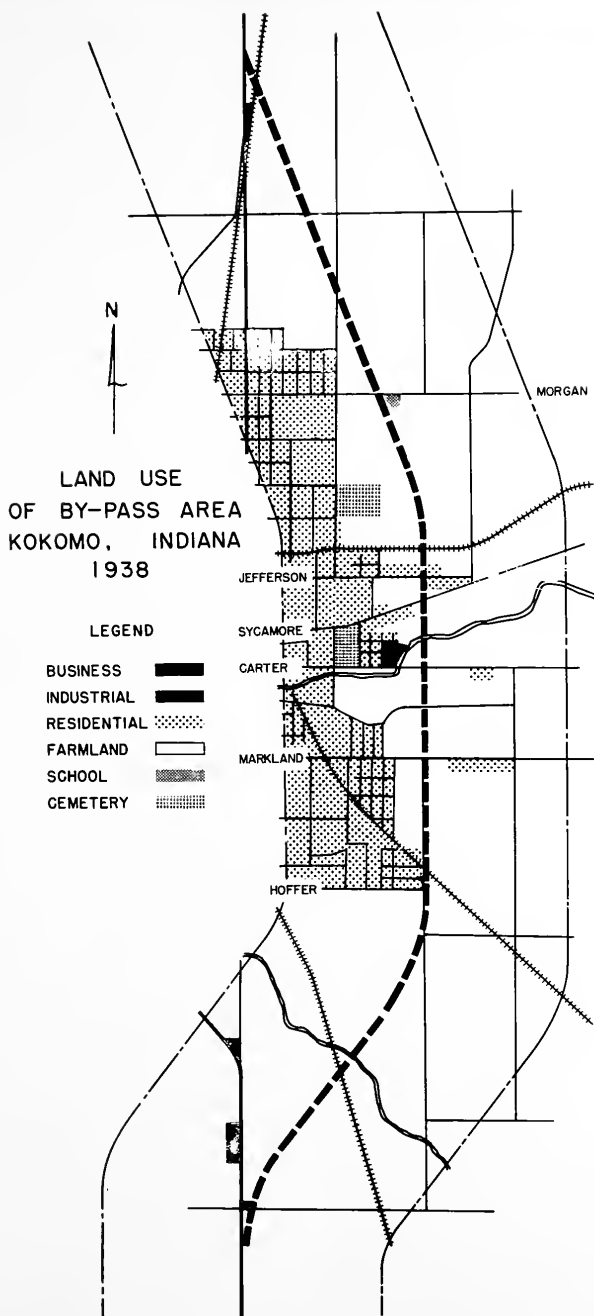 N
MORGAN
LAND USE
OF BY-PASS AREA
KOKOMO, INDIANA
1938
JEFFERSON
LEGEND
SYCAMORE
BUSINESS
CARTER
INDUSTRIAL
RESIDENTIAL
FARMLAND
MARKLAND
SCHOOL
CEMETERY
HOFFER